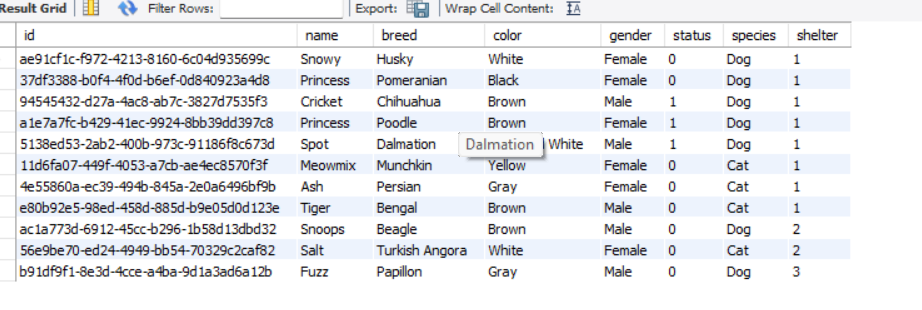 Result Grid Filter Rows: Export: Wrap Cell Content:
id name breed color gender status species shelter
ae91cf1c-f972-4213-8160-6c04d935699c Snowy Husky White Female 0 Dog 1
37df3388-b0f4-4f0d-b6ef-0d840923a4d8 Princess Pomeranian Black Female 0 Dog 1
94545432-d27a-4ac8-ab7c-3827d7535f3 Cricket Chihuahua Brown Male 1 Dog 1
a1e7a7fc-b429-41ec-9924-8bb39dd397c8 Princess Poodle Brown Female 1 Dog 1
5138ed53-2ab2-400b-973c-91186f8c673d Spot Dalmation Dalmation White Male 1 Dog 1
11d6fa07-449f-4053-a7cb-ae4ec8570f3f Meowmix Munchkin Yellow Female 0 Cat 1
4e55860a-ec39-494b-845a-2e0a6496bf9b Ash Persian Gray Female 0 Cat 1
e80b92e5-98ed-458d-885d-b9e05d0d123e Tiger Bengal Brown Male 0 Cat 1
ac1a773d-6912-45cc-b296-1b58d13dbd32 Snoops Beagle Brown Male 0 Dog 2
56e9be70-ed24-4949-bb54-70329c2caf82 Salt Turkish Angora White Female 0 Cat 2
b91df9f1-8e3d-4cce-a4ba-9d1a3ad6a12b Fuzz Papillon Gray Male 0 Dog 3